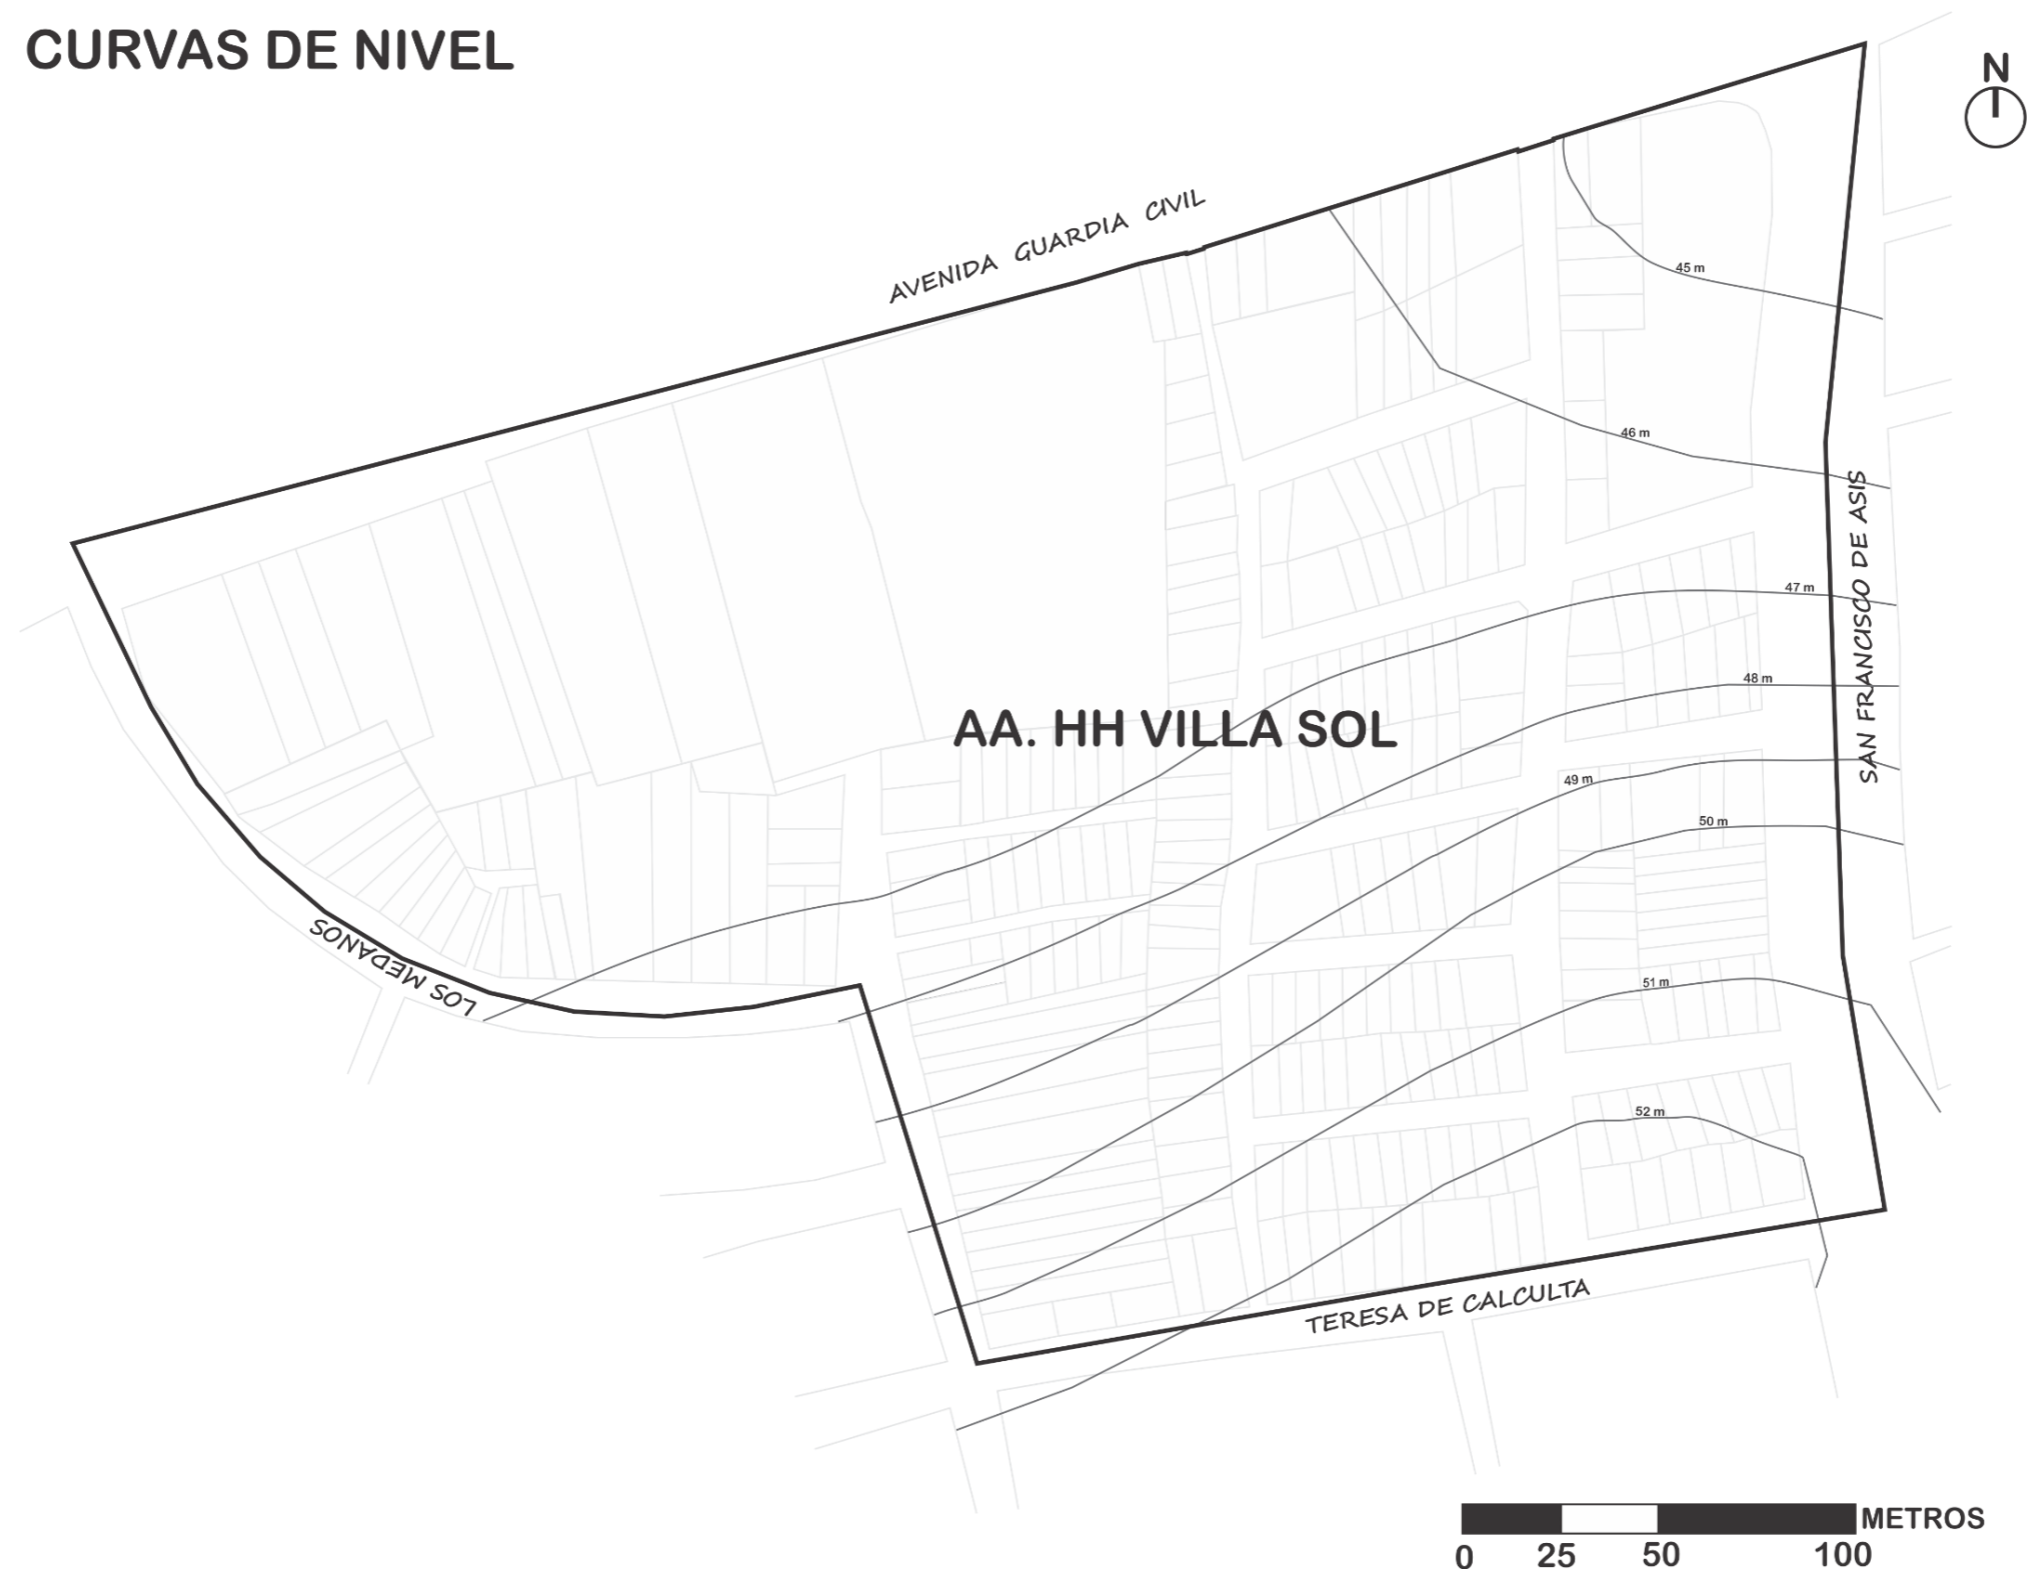 CURVAS DE NIVEL
N
AVENIDA GUARDIA CIVIL
45 m
46 m
SAN FRANCISCO DE ASIS
47 m
48 m
AA. HH VILLA SOL
49 m
50 m
LOS MEDANOS
51 m
52 m
TERESA DE CALCULTA
METROS
0 25 50 100